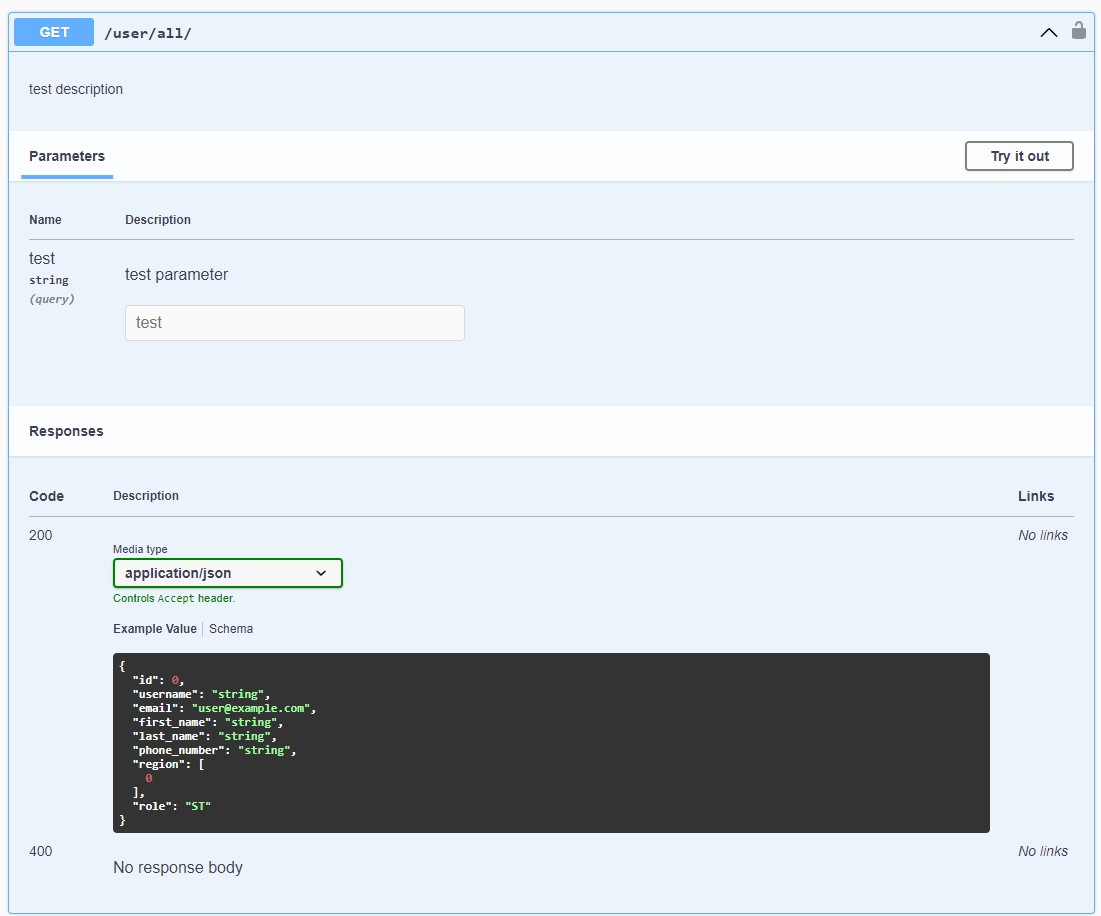 GET /user/all/
test description
Parameters
Try it out
Name Description
test
string
(query)
test parameter
test
Responses
Code Description Links
200 No links
Media type
application/json
Controls Accept header.
Example Value Schema
{
  "id": 0,
  "username": "string",
  "email": "user@example.com",
  "first_name": "string",
  "last_name": "string",
  "phone_number": "string",
  "region": [
    0
  ],
  "role": "ST"
}
400 No links
No response body